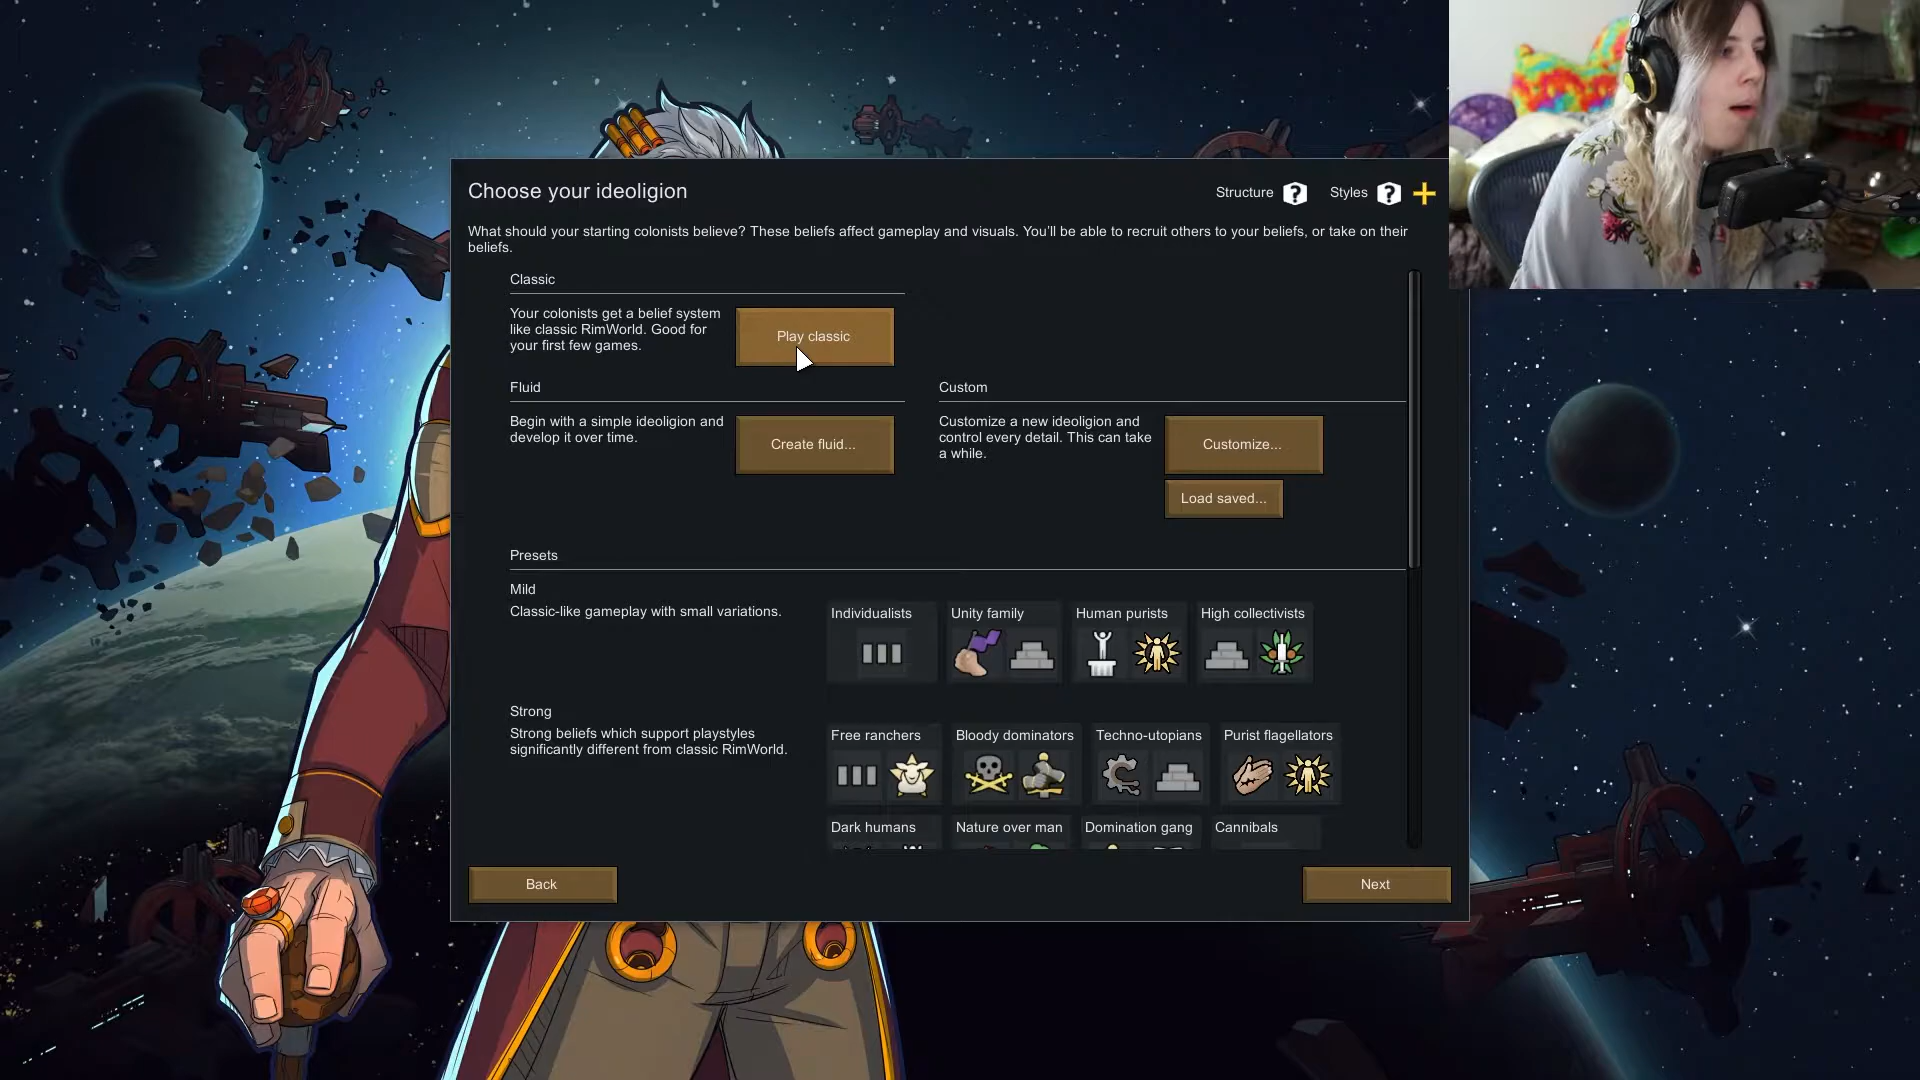 Choose your ideoligion
Structure
Styles
What should your starting colonists believe? These beliefs affect gameplay and visuals. You'll be able to recruit others to your beliefs, or take on their
beliefs.
Classic
Your colonists get a belief system
like classic RimWorld. Good for
your first few games.
Play classic
Fluid
Begin with a simple ideoligion and
develop it over time.
Create fluid...
Custom
Customize a new ideoligion and
control every detail. This can take
a while.
Customize...
Load saved...
Presets
Mild
Classic-like gameplay with small variations.
Individualists
Unity family
Human purists
High collectivists
Strong
Strong beliefs which support playstyles
significantly different from classic RimWorld.
Free ranchers
Bloody dominators
Techno-utopians
Purist flagellators
Dark humans
Nature over man
Domination gang
Cannibals
Back
Next